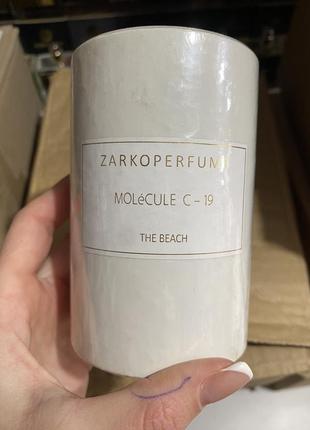 ZARKOPERFUME
MOLéCULE C-19
THE BEACH